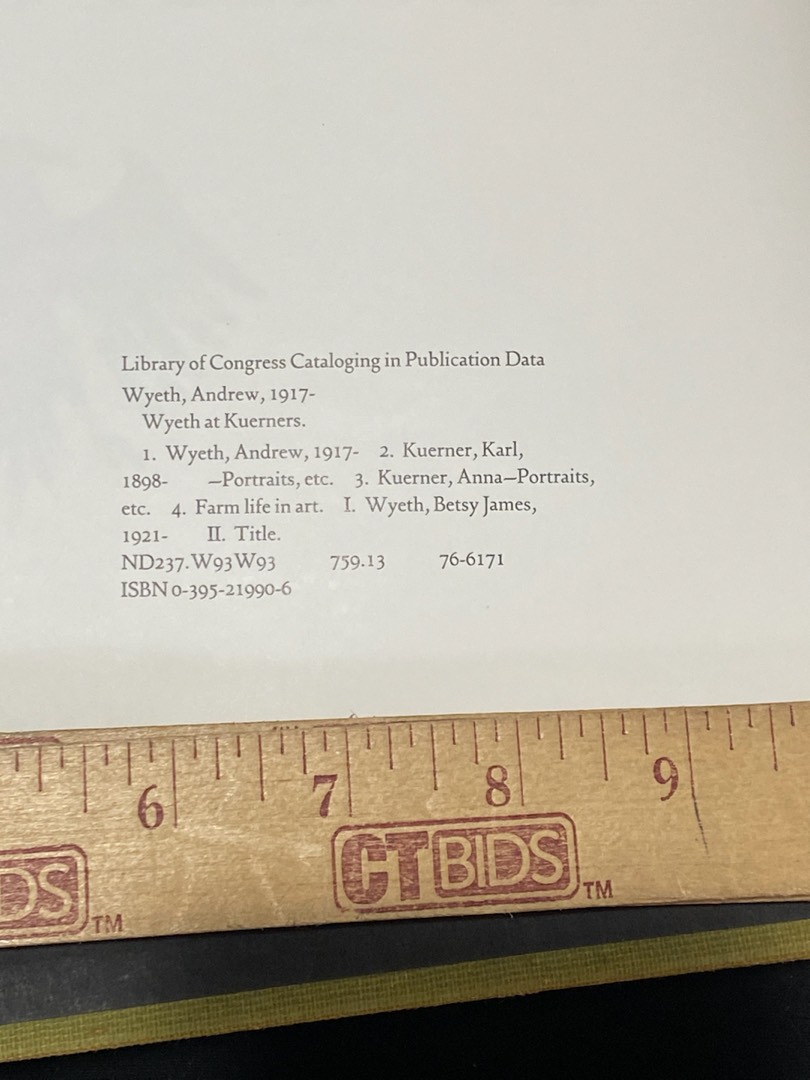 Library of Congress Cataloging in Publication Data
Wyeth, Andrew, 1917-
Wyeth at Kuerners.
1. Wyeth, Andrew, 1917- 2. Kuerner, Karl,
1898- —Portraits, etc. 3. Kuerner, Anna—Portraits,
etc. 4. Farm life in art. I. Wyeth, Betsy James,
1921- II. Title.
ND237.W93W93 759.13 76-6171
ISBN 0-395-21990-6
6 7 8 9
DS TM CTBIDS TM